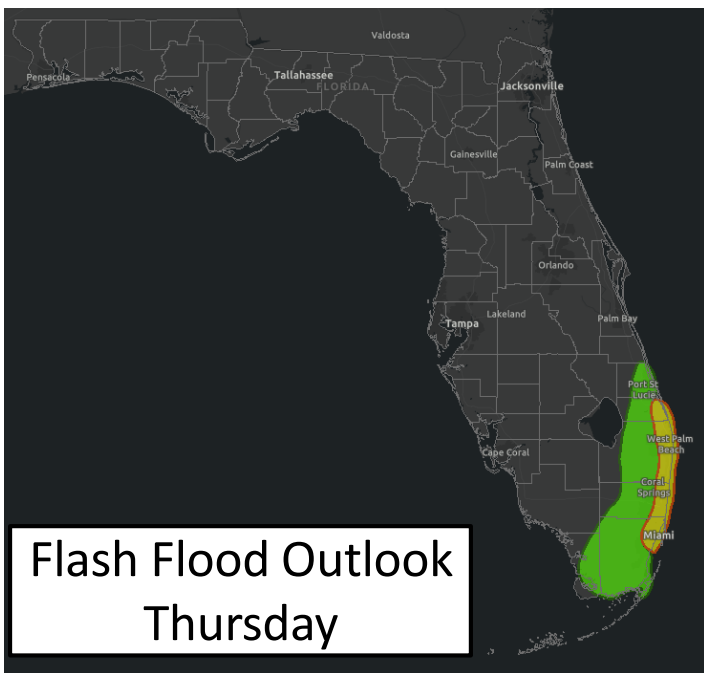 Valdosta
Pensacola
Tallahassee
FLORIDA
Jacksonville
Gainesville
Palm Coast
Orlando
Lakeland
Palm Bay
Tampa
Port St
Lucie
West Palm
Beach
Cape Coral
Coral
Springs
Miami
Flash Flood Outlook
Thursday